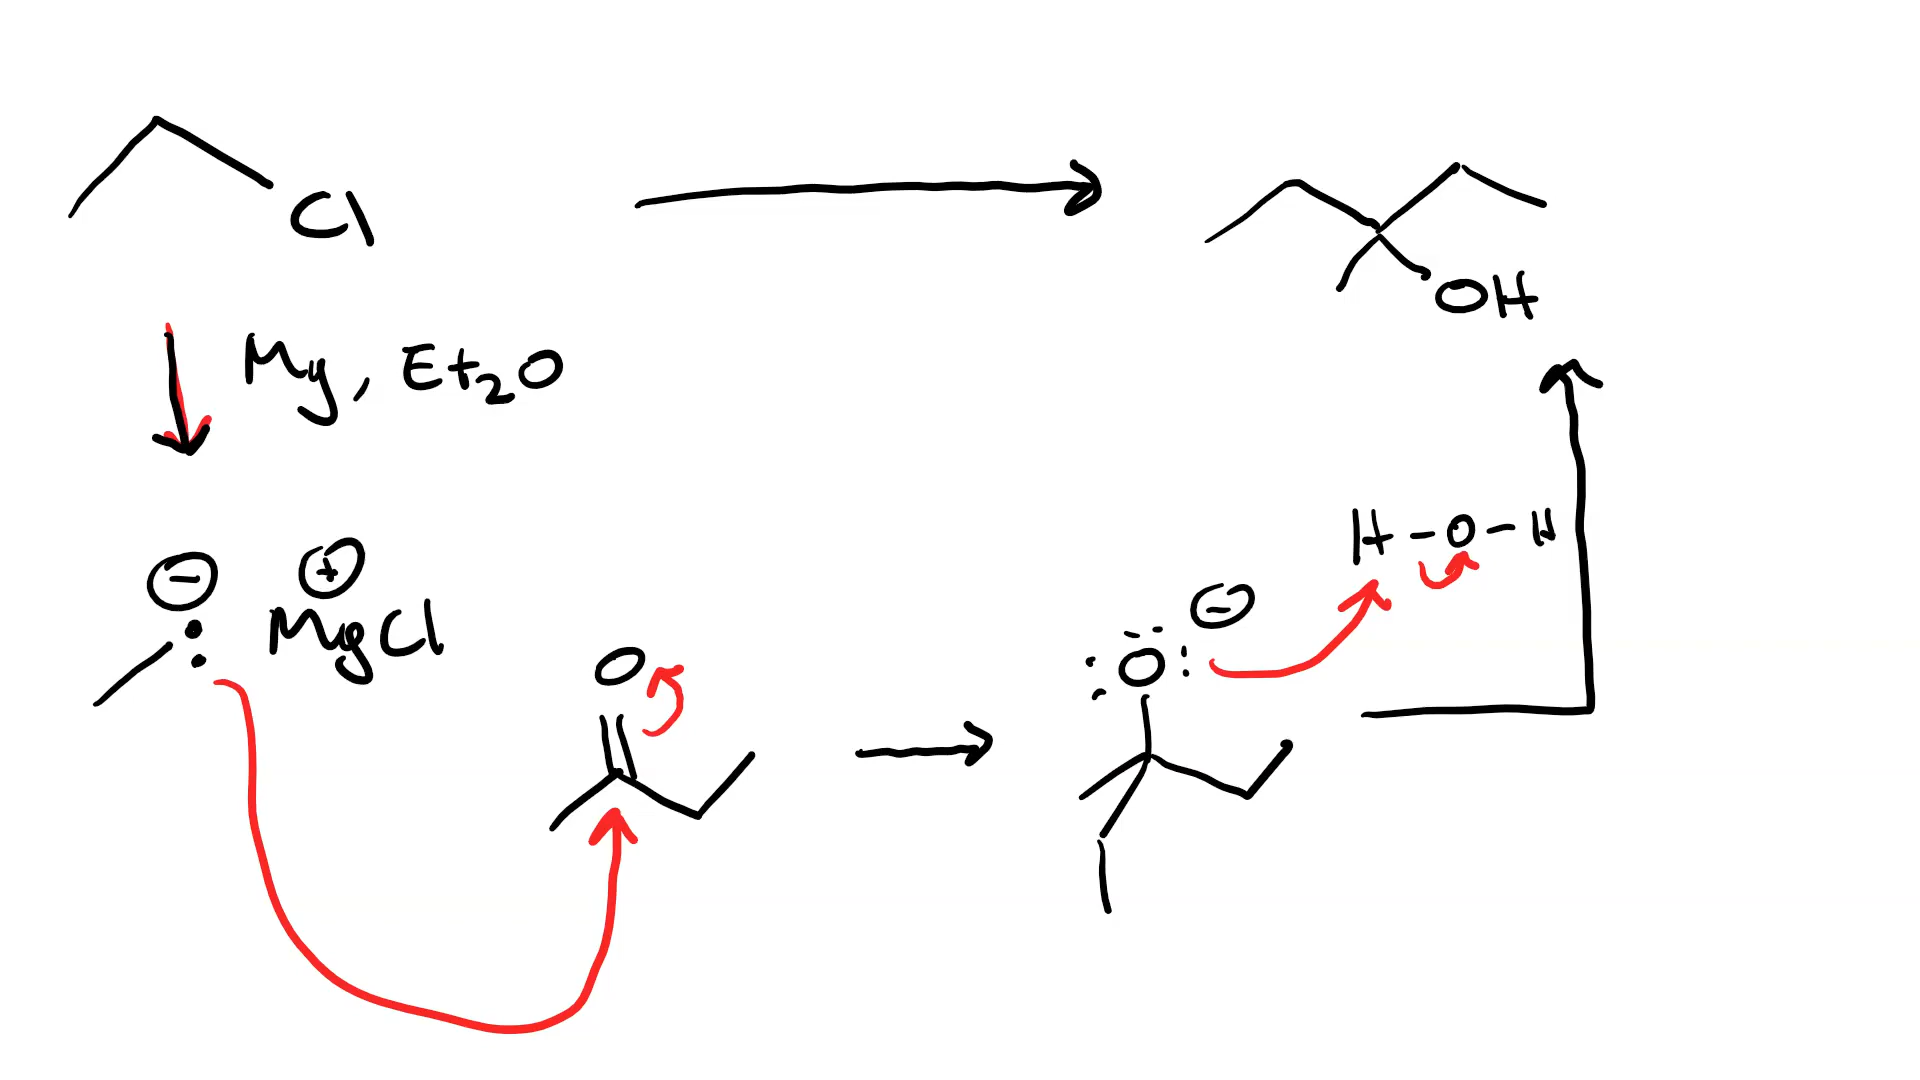 Cl
OH
Mg, Et₂O
⊖ ⊕
MgCl
H-O-H
⊖
O
:O: